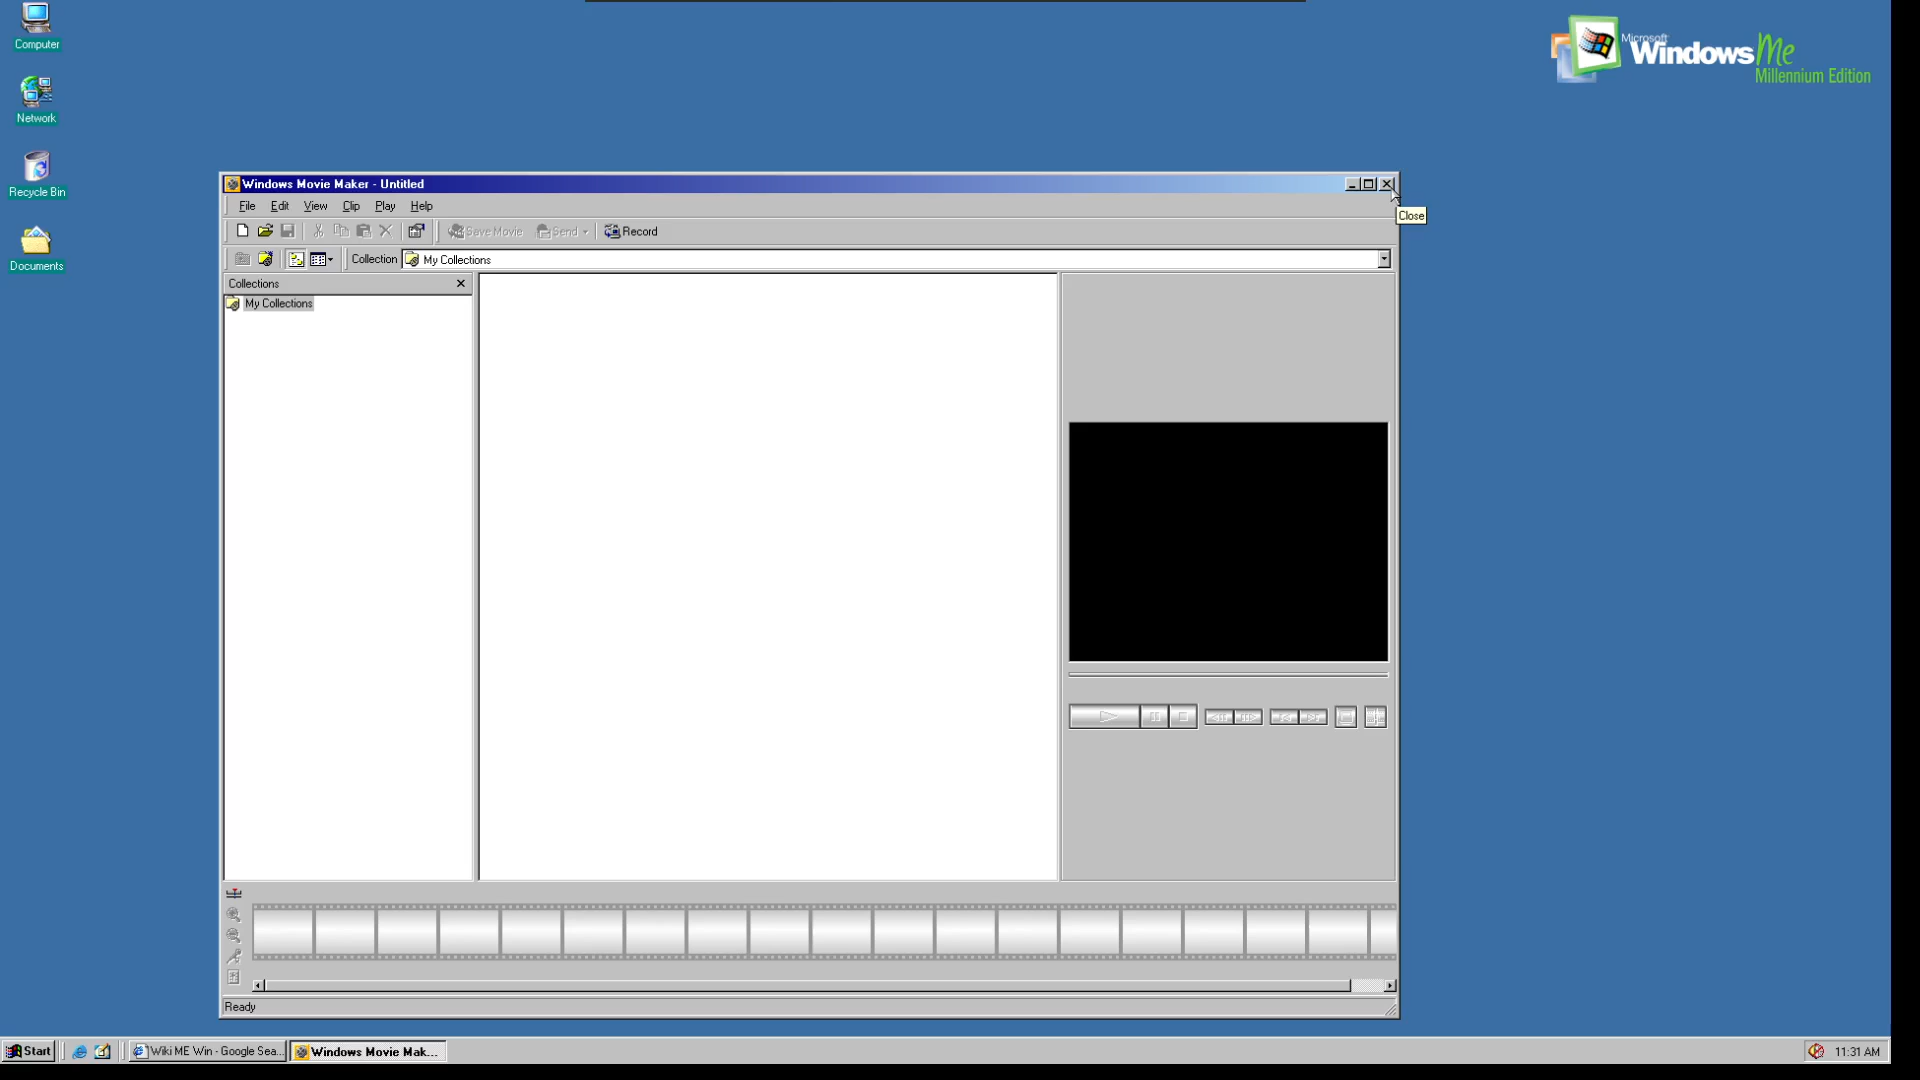 Computer
Network
Recycle Bin
Documents
Microsoft
Windows Me
Millennium Edition
Windows Movie Maker - Untitled
File Edit View Clip Play Help
Save Movie Send Record
Close
Collection My Collections
Collections
My Collections
Ready
Start Wiki ME Win - Google Sea... Windows Movie Mak... 11:31 AM